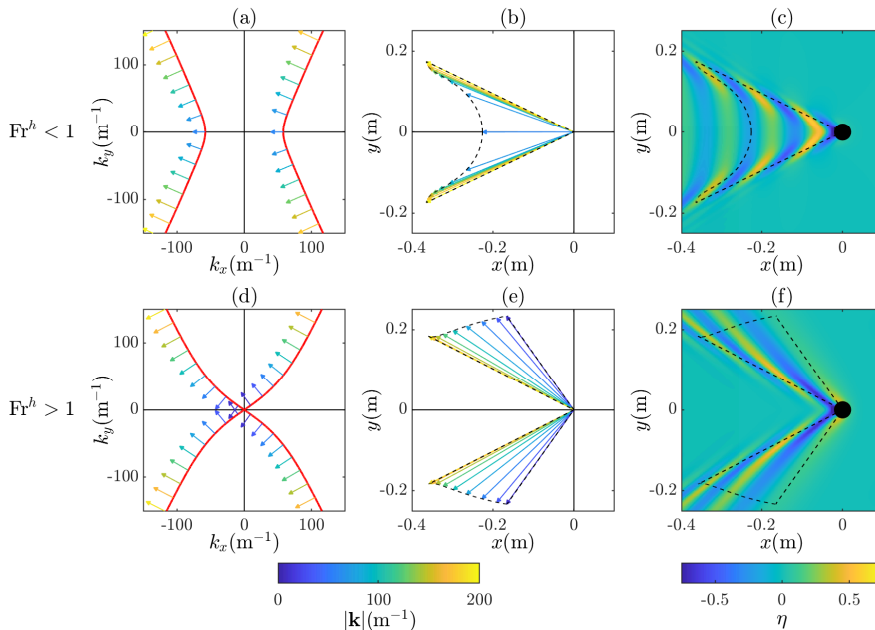 (a) (b) (c)
Fr^h < 1
100
0
-100
k_y(m⁻¹)
-100 0 100
k_x(m⁻¹)
0.2
0
-0.2
y(m)
-0.4 -0.2 0
x(m)
0.2
0
-0.2
y(m)
-0.4 -0.2 0
x(m)
(d) (e) (f)
Fr^h > 1
100
0
-100
k_y(m⁻¹)
-100 0 100
k_x(m⁻¹)
0.2
0
-0.2
y(m)
-0.4 -0.2 0
x(m)
0.2
0
-0.2
y(m)
-0.4 -0.2 0
x(m)
0 100 200
|k|(m⁻¹)
-0.5 0 0.5
η